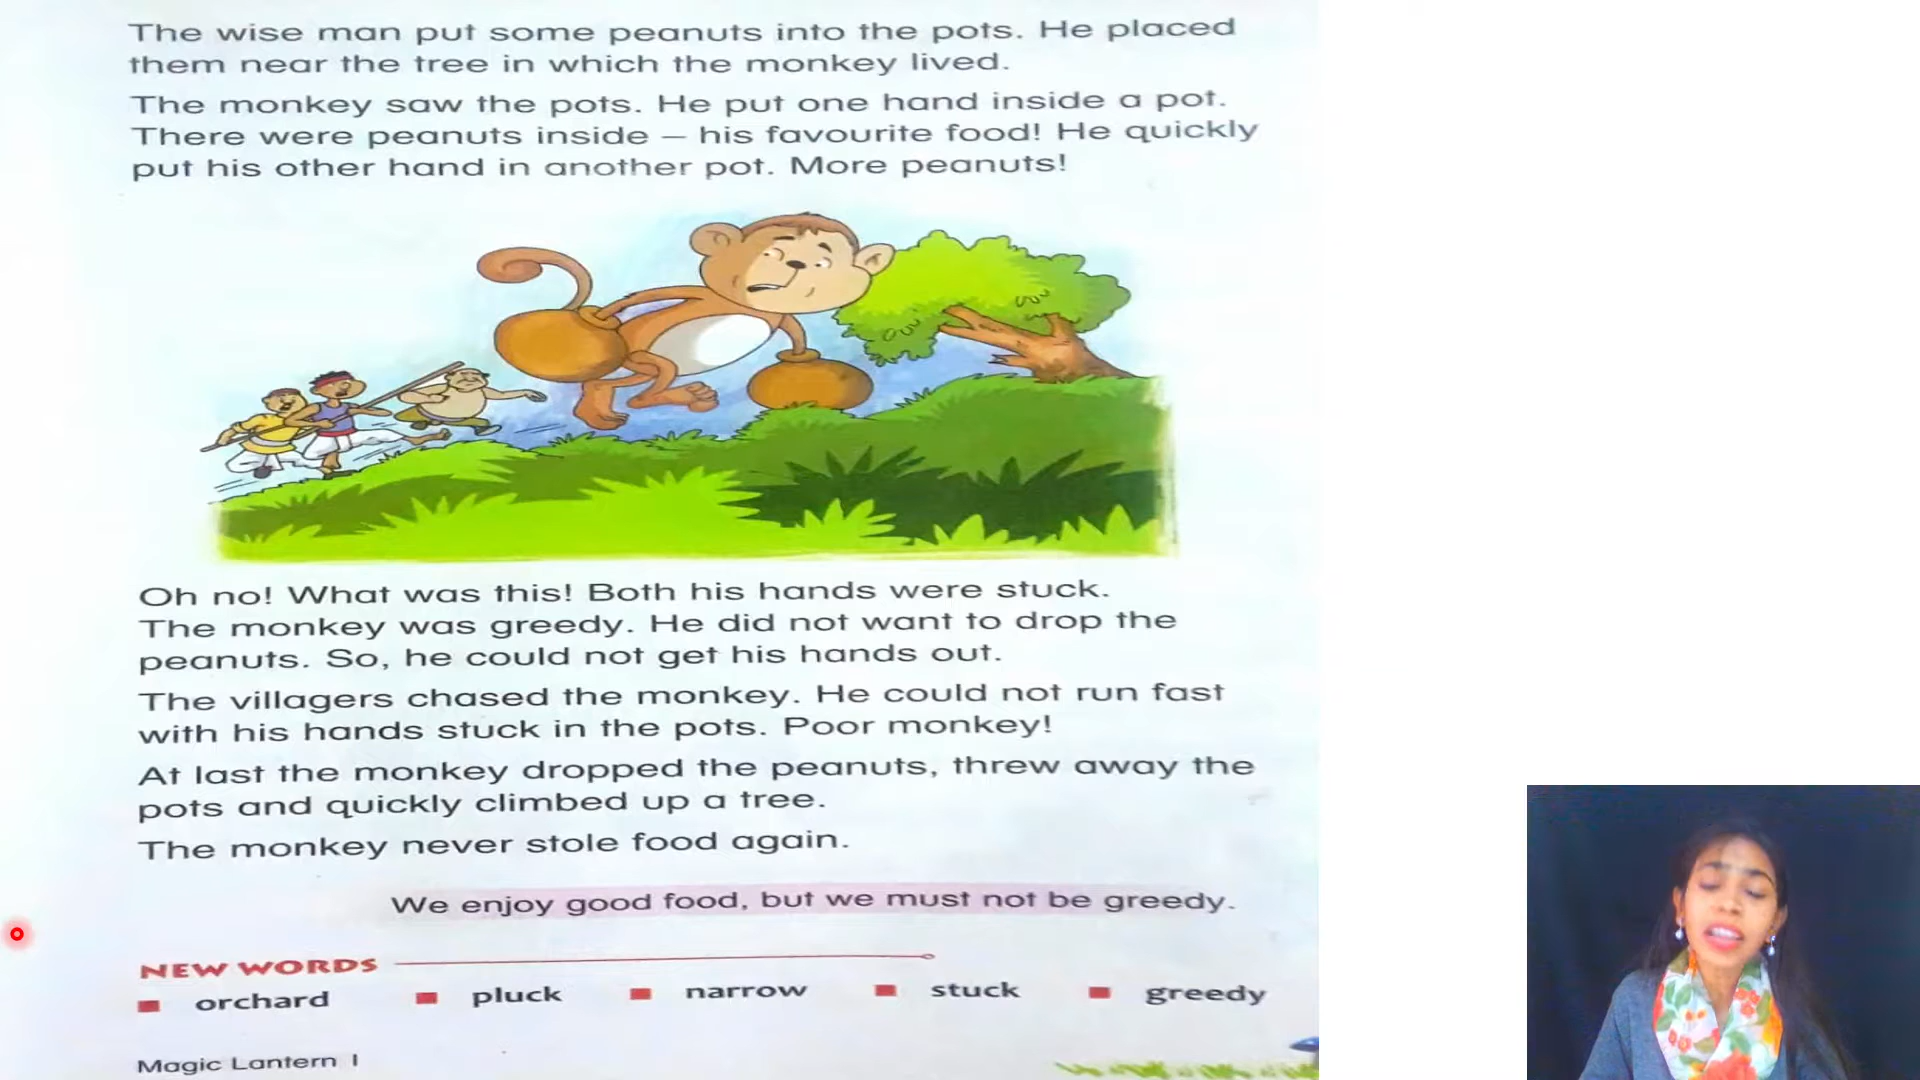 The wise man put some peanuts into the pots. He placed
them near the tree in which the monkey lived.
The monkey saw the pots. He put one hand inside a pot.
There were peanuts inside – his favourite food! He quickly
put his other hand in another pot. More peanuts!
Oh no! What was this! Both his hands were stuck.
The monkey was greedy. He did not want to drop the
peanuts. So, he could not get his hands out.
The villagers chased the monkey. He could not run fast
with his hands stuck in the pots. Poor monkey!
At last the monkey dropped the peanuts, threw away the
pots and quickly climbed up a tree.
The monkey never stole food again.
We enjoy good food, but we must not be greedy.
NEW WORDS
orchard pluck narrow stuck greedy
Magic Lantern 1